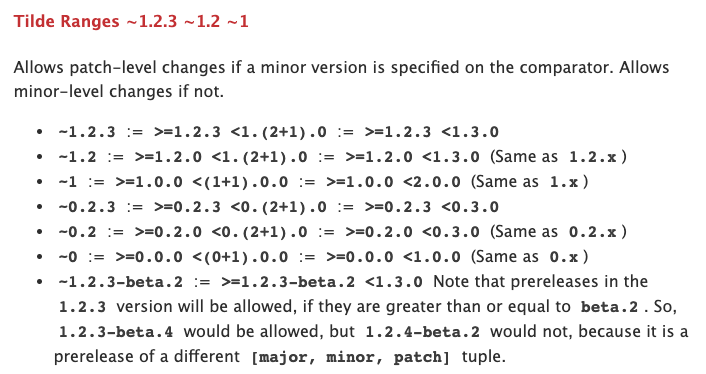 Tilde Ranges ~1.2.3 ~1.2 ~1
Allows patch-level changes if a minor version is specified on the comparator. Allows
minor-level changes if not.
• ~1.2.3 := >=1.2.3 <1.(2+1).0 := >=1.2.3 <1.3.0
• ~1.2 := >=1.2.0 <1.(2+1).0 := >=1.2.0 <1.3.0 (Same as 1.2.x)
• ~1 := >=1.0.0 <(1+1).0.0 := >=1.0.0 <2.0.0 (Same as 1.x)
• ~0.2.3 := >=0.2.3 <0.(2+1).0 := >=0.2.3 <0.3.0
• ~0.2 := >=0.2.0 <0.(2+1).0 := >=0.2.0 <0.3.0 (Same as 0.2.x)
• ~0 := >=0.0.0 <(0+1).0.0 := >=0.0.0 <1.0.0 (Same as 0.x)
• ~1.2.3-beta.2 := >=1.2.3-beta.2 <1.3.0 Note that prereleases in the
1.2.3 version will be allowed, if they are greater than or equal to beta.2. So,
1.2.3-beta.4 would be allowed, but 1.2.4-beta.2 would not, because it is a
prerelease of a different [major, minor, patch] tuple.